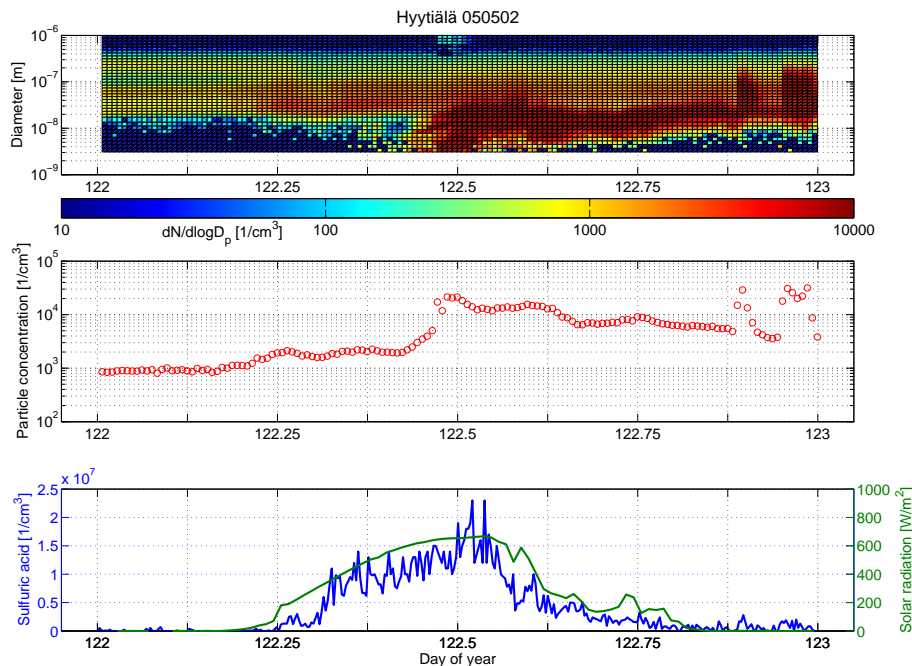 Hyytiälä 050502
Diameter [m]
10^-6
10^-7
10^-8
10^-9
122 122.25 122.5 122.75 123
10 100 1000 10000
dN/dlogD_p [1/cm^3]
Particle concentration [1/cm^3]
10^5
10^4
10^3
10^2
122 122.25 122.5 122.75 123
x 10^7
Sulfuric acid [1/cm^3]
2.5
2
1.5
1
0.5
0
1000
800
600
400
200
0
Solar radiation [W/m^2]
122 122.25 122.5 122.75 123
Day of year